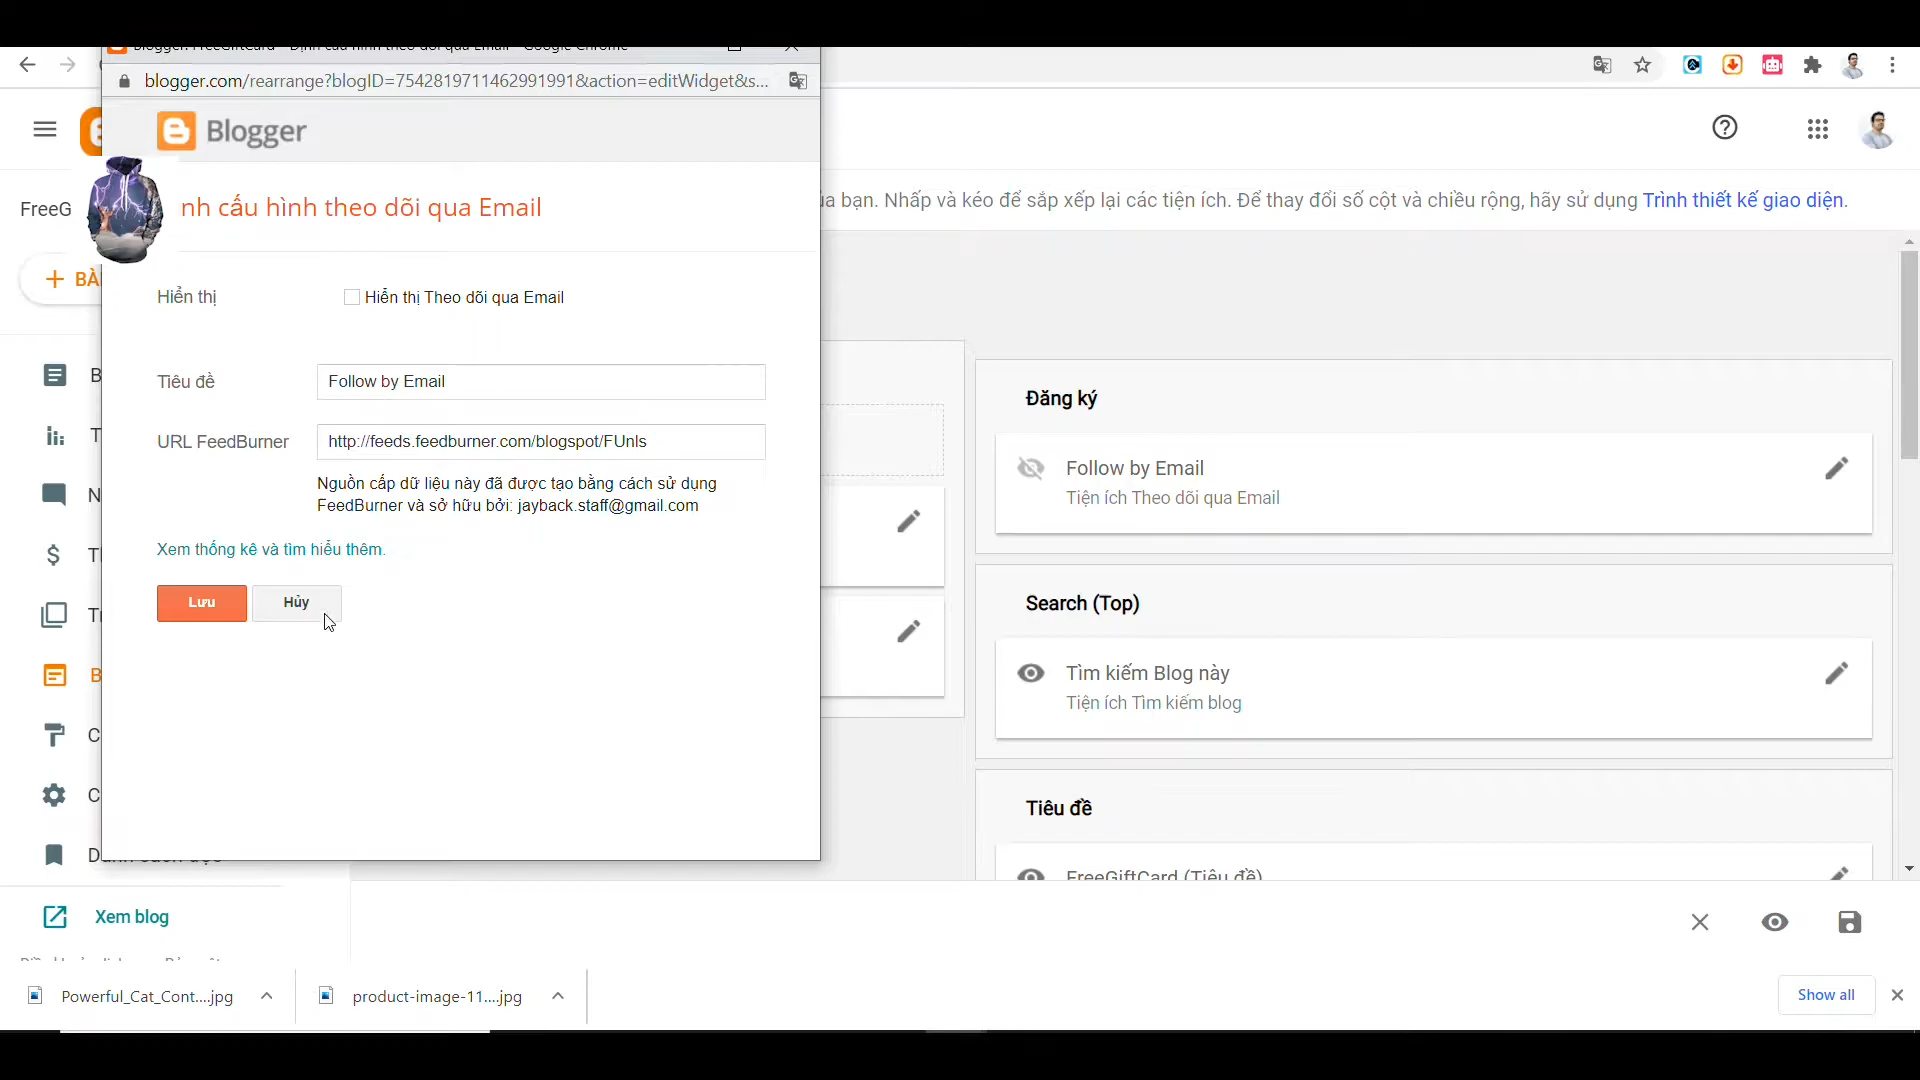 blogger.com/rearrange?blogID=7542819711462991991&action=editWidget&s...
Blogger
nh cấu hình theo dõi qua Email
Hiển thị
Hiển thị Theo dõi qua Email
Tiêu đề
Follow by Email
URL FeedBurner
http://feeds.feedburner.com/blogspot/FUnls
Nguồn cấp dữ liệu này đã được tạo bằng cách sử dụng
FeedBurner và sở hữu bởi: jayback.staff@gmail.com
Xem thống kê và tìm hiểu thêm.
Lưu
Hủy
FreeG
BÀ
B
T
N
T
B
C
C
Xem blog
của bạn. Nhấp và kéo để sắp xếp lại các tiện ích. Để thay đổi số cột và chiều rộng, hãy sử dụng Trình thiết kế giao diện.
Đăng ký
Follow by Email
Tiện ích Theo dõi qua Email
Search (Top)
Tìm kiếm Blog này
Tiện ích Tìm kiếm blog
Tiêu đề
FreeGiftCard (Tiêu đề)
Powerful_Cat_Cont....jpg
product-image-11....jpg
Show all